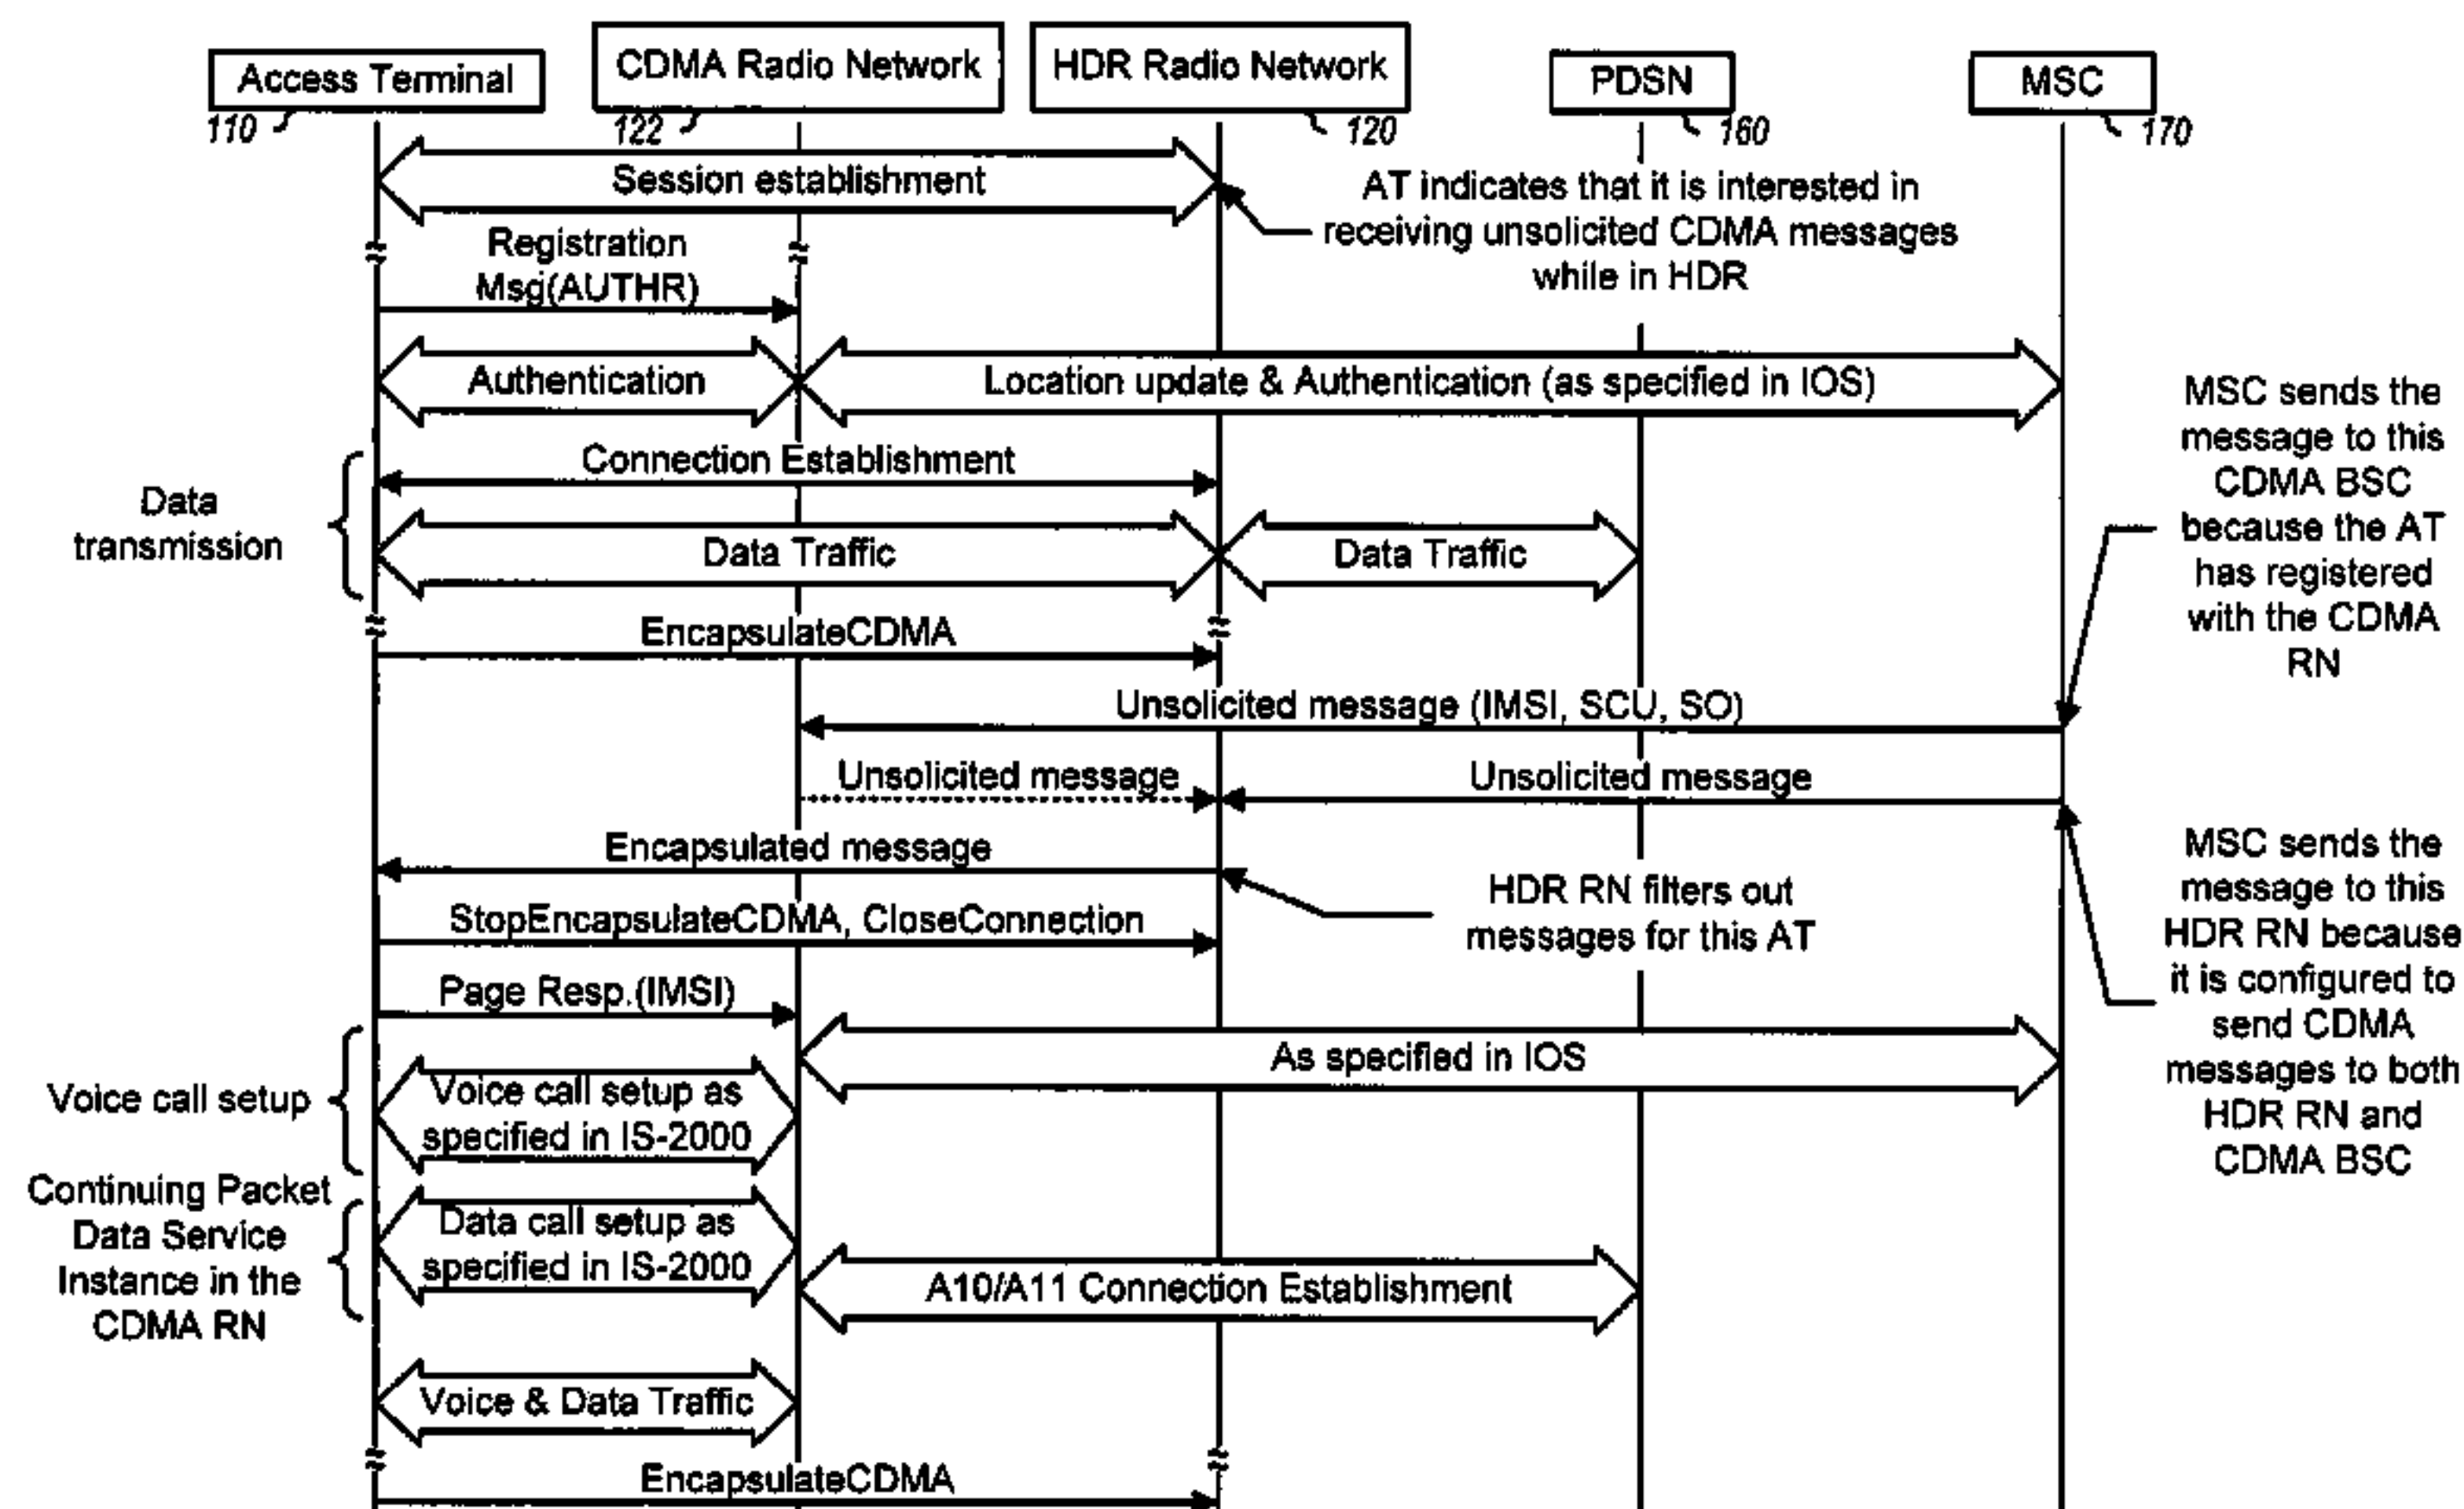 Access Terminal
CDMA Radio Network
HDR Radio Network
PDSN
MSC
110
122
120
160
170
Session establishment
AT indicates that it is interested in
receiving unsolicited CDMA messages
while in HDR
Registration
Msg(AUTHR)
Authentication
Location update & Authentication (as specified in IOS)
MSC sends the
message to this
CDMA BSC
because the AT
has registered
with the CDMA
RN
Connection Establishment
Data
transmission
Data Traffic
Data Traffic
EncapsulateCDMA
Unsolicited message (IMSI, SCU, SO)
Unsolicited message
Unsolicited message
Encapsulated message
HDR RN filters out
messages for this AT
MSC sends the
message to this
HDR RN because
it is configured to
send CDMA
messages to both
HDR RN and
CDMA BSC
StopEncapsulateCDMA, CloseConnection
Page Resp.(IMSI)
As specified in IOS
Voice call setup
Voice call setup as
specified in IS-2000
Continuing Packet
Data Service
Instance in the
CDMA RN
Data call setup as
specified in IS-2000
A10/A11 Connection Establishment
Voice & Data Traffic
EncapsulateCDMA